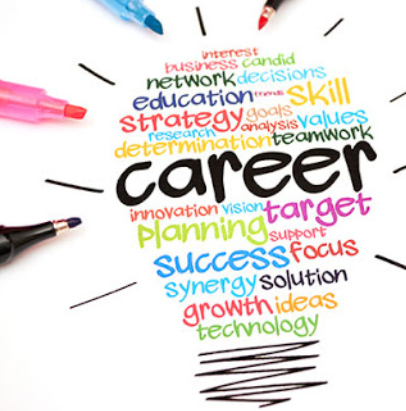 interest
business candid
network decisions
education friends skill
strategy goals
research analysis values
determination teamwork
career
innovation vision target
planning support
success focus
synergy solution
growth ideas
technology